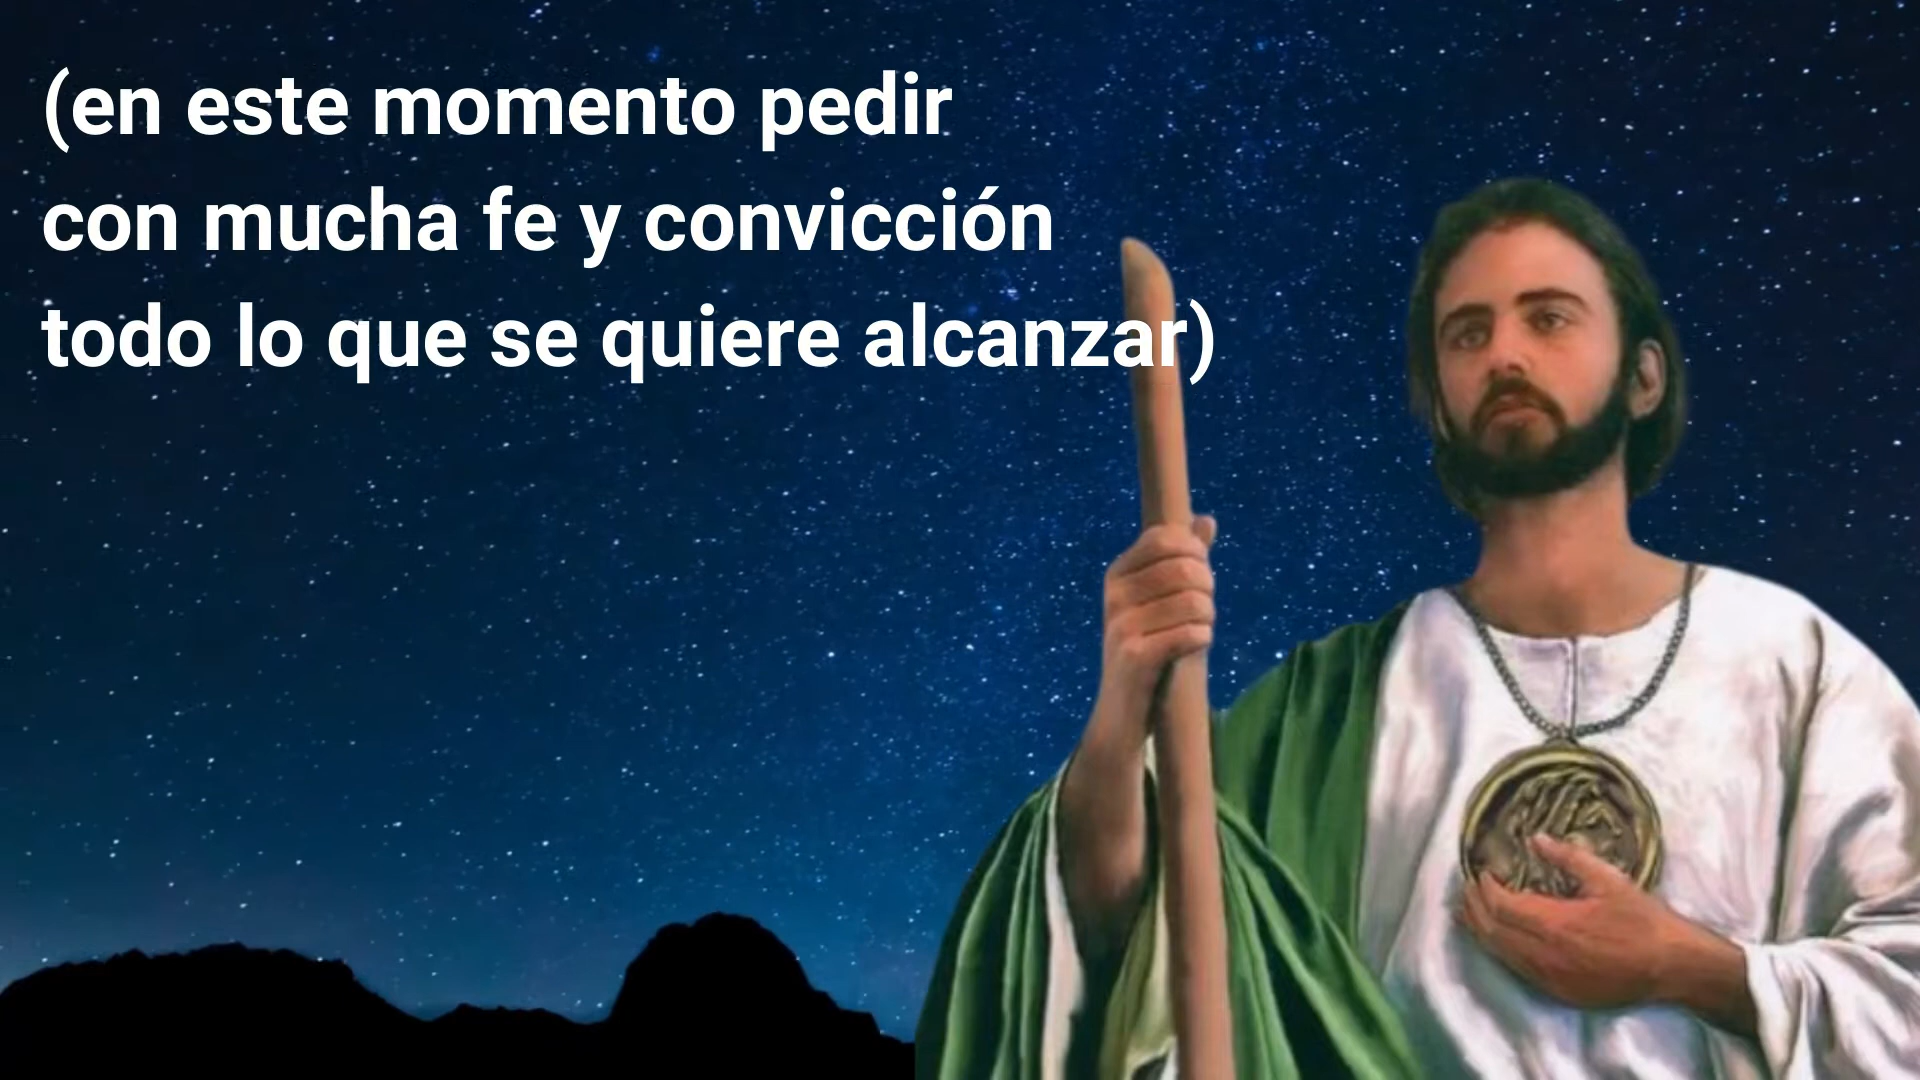 (en este momento pedir
con mucha fe y convicción
todo lo que se quiere alcanzar)